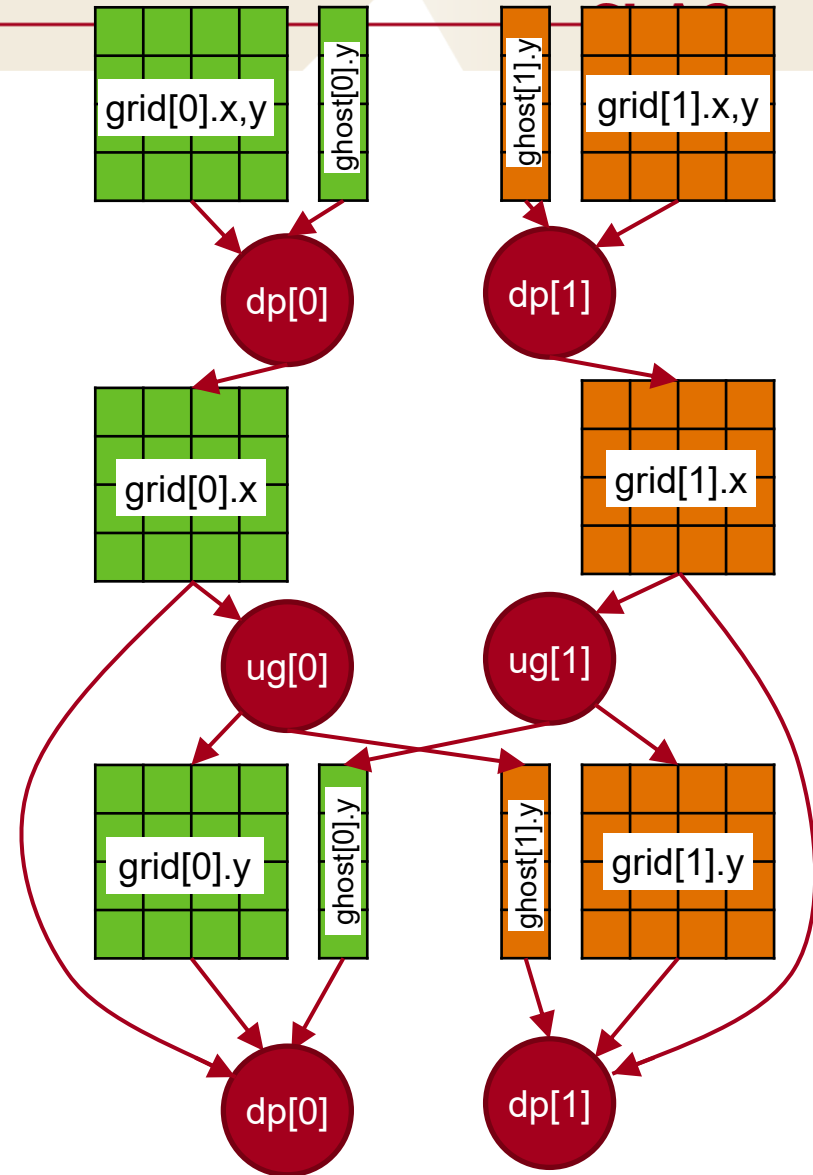 grid[0].x,y
ghost[0].y
ghost[1].y
grid[1].x,y
dp[0]
dp[1]
grid[0].x
grid[1].x
ug[0]
ug[1]
grid[0].y
ghost[0].y
ghost[1].y
grid[1].y
dp[0]
dp[1]